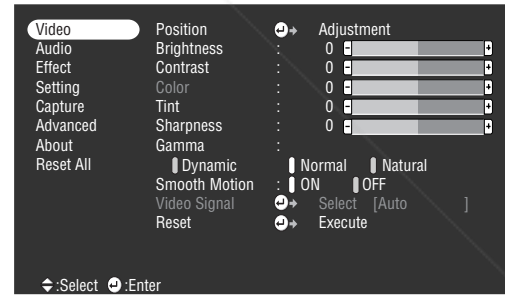 Video Position Adjustment
Audio Brightness : 0 - +
Effect Contrast : 0 - +
Setting Color : 0 - +
Capture Tint : 0 - +
Advanced Sharpness : 0 - +
About Gamma :
Reset All Dynamic Normal Natural
Smooth Motion : ON OFF
Video Signal Select [Auto ]
Reset Execute
:Select :Enter